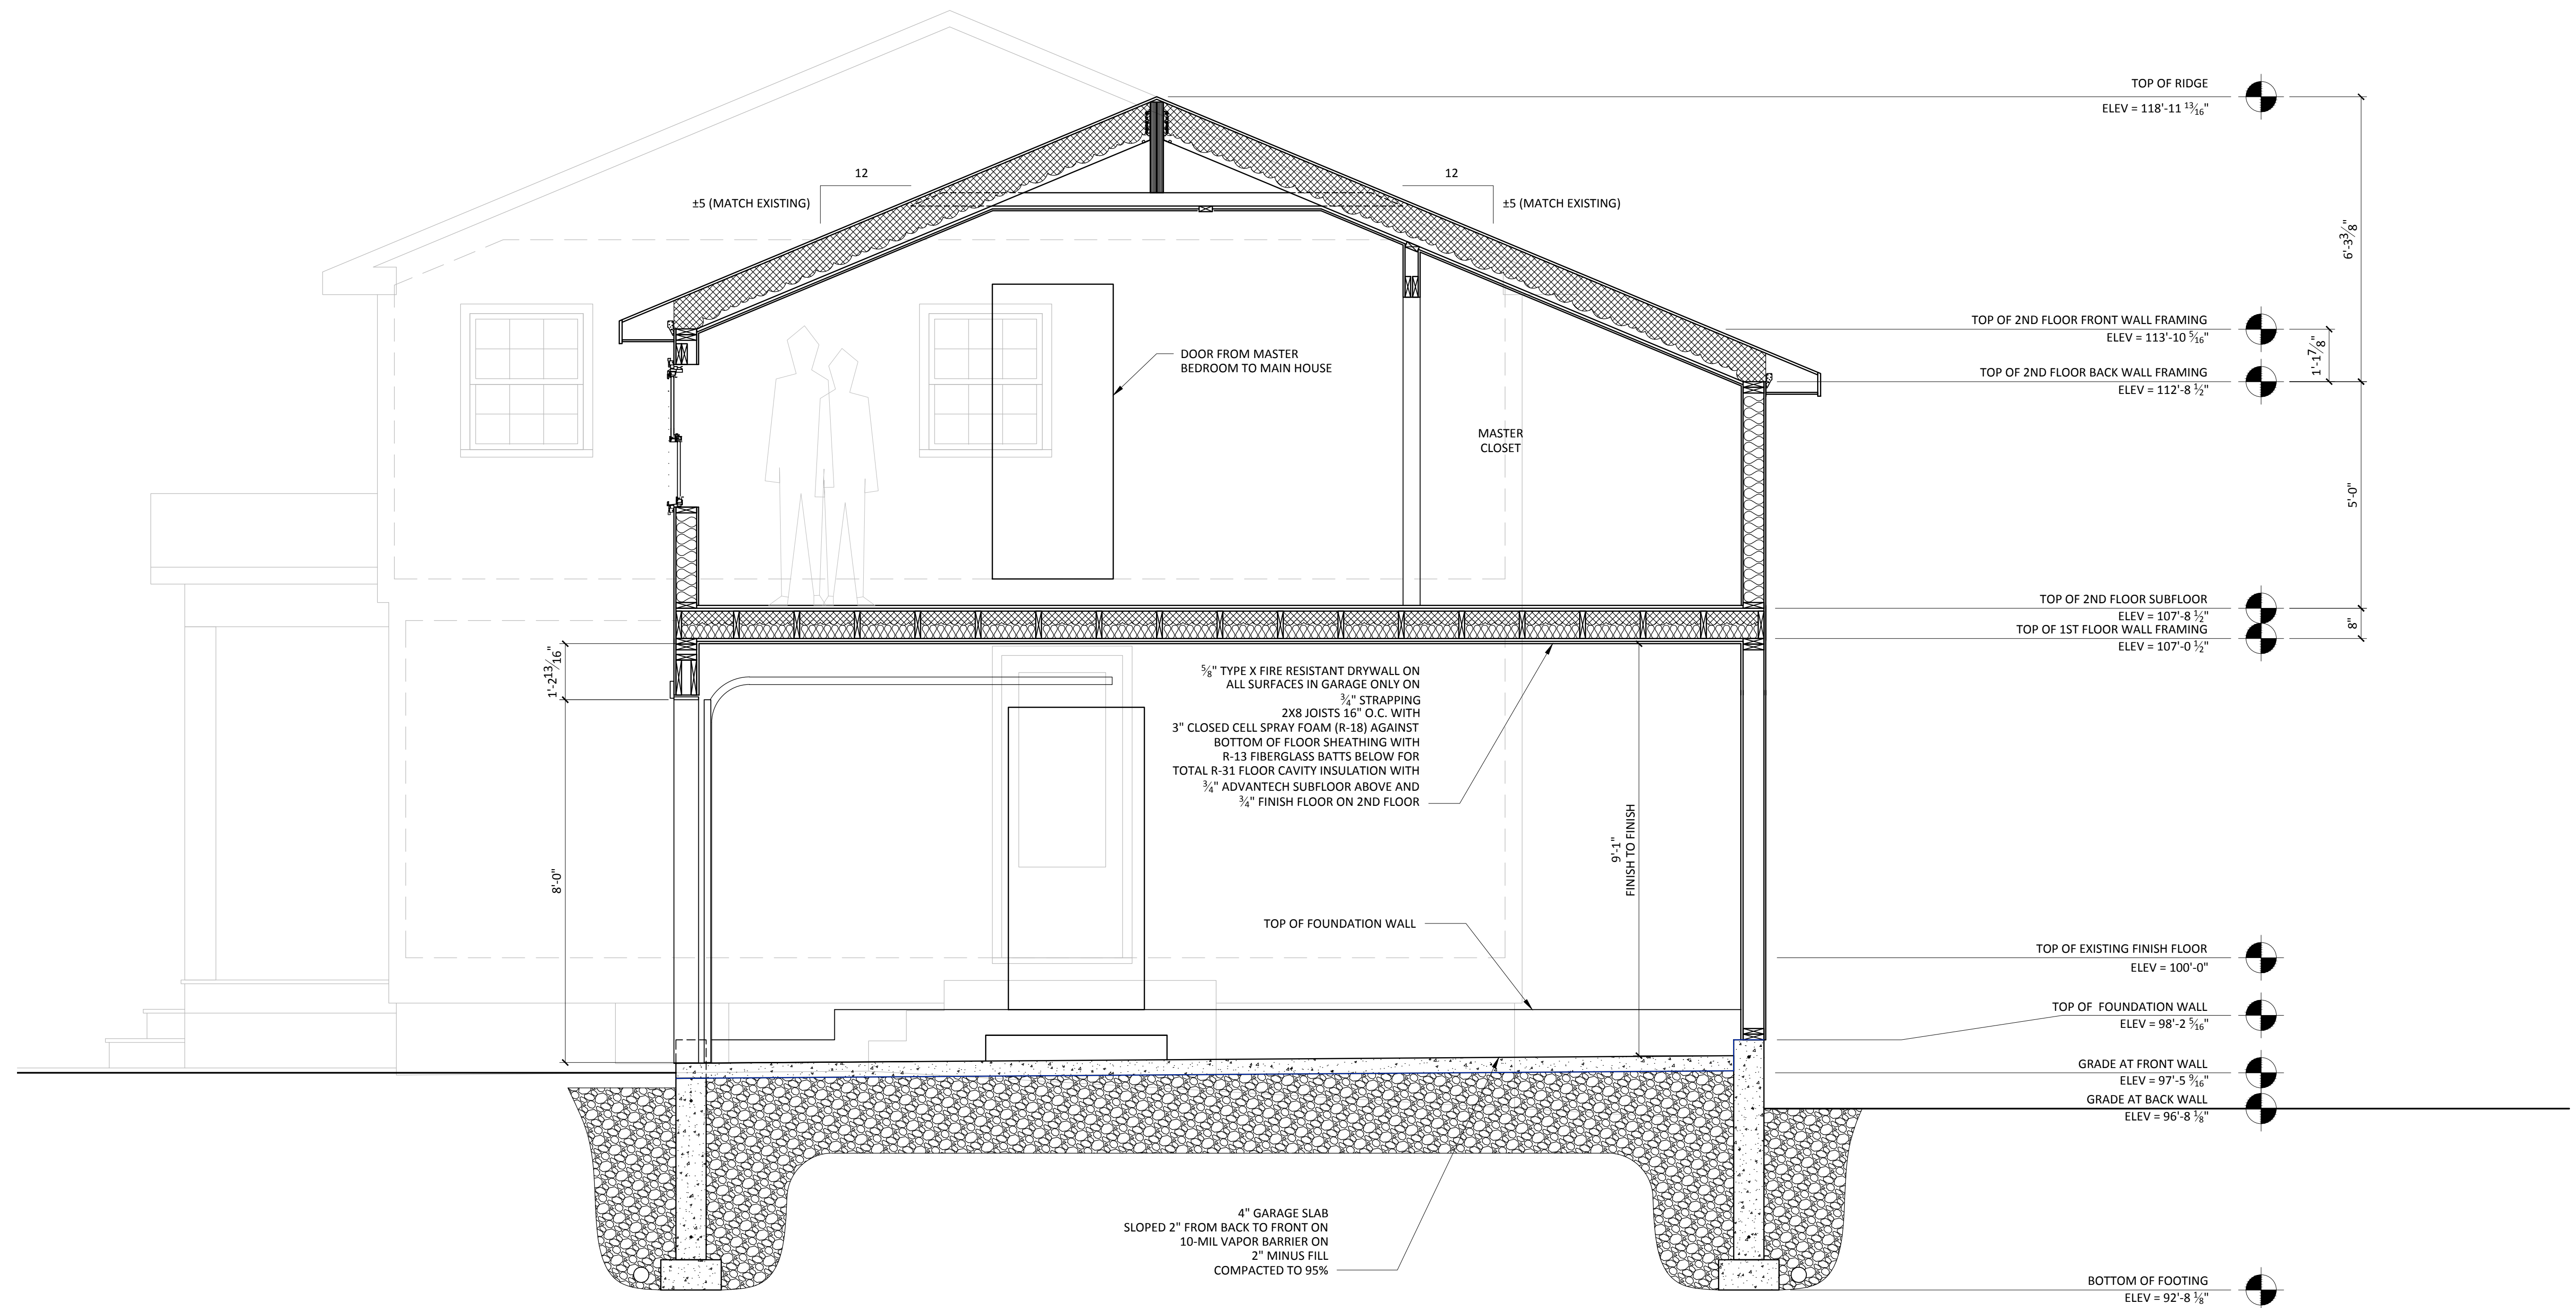 TOP OF RIDGE
ELEV = 118'-11 13⁄16"
12
±5 (MATCH EXISTING)
12
±5 (MATCH EXISTING)
6'-3 3⁄8"
TOP OF 2ND FLOOR FRONT WALL FRAMING
ELEV = 113'-10 5⁄16"
1'-1 7⁄8"
TOP OF 2ND FLOOR BACK WALL FRAMING
ELEV = 112'-8 1⁄2"
DOOR FROM MASTER
BEDROOM TO MAIN HOUSE
MASTER
CLOSET
5'-0"
TOP OF 2ND FLOOR SUBFLOOR
ELEV = 107'-8 1⁄2"
TOP OF 1ST FLOOR WALL FRAMING
ELEV = 107'-0 1⁄2"
8"
1'-2 13⁄16"
5⁄8" TYPE X FIRE RESISTANT DRYWALL ON
ALL SURFACES IN GARAGE ONLY ON
3⁄4" STRAPPING
2X8 JOISTS 16" O.C. WITH
3" CLOSED CELL SPRAY FOAM (R-18) AGAINST
BOTTOM OF FLOOR SHEATHING WITH
R-13 FIBERGLASS BATTS BELOW FOR
TOTAL R-31 FLOOR CAVITY INSULATION WITH
3⁄4" ADVANTECH SUBFLOOR ABOVE AND
3⁄4" FINISH FLOOR ON 2ND FLOOR
8'-0"
9'-1"
FINISH TO FINISH
TOP OF FOUNDATION WALL
TOP OF EXISTING FINISH FLOOR
ELEV = 100'-0"
TOP OF FOUNDATION WALL
ELEV = 98'-2 5⁄16"
GRADE AT FRONT WALL
ELEV = 97'-5 9⁄16"
GRADE AT BACK WALL
ELEV = 96'-8 1⁄8"
4" GARAGE SLAB
SLOPED 2" FROM BACK TO FRONT ON
10-MIL VAPOR BARRIER ON
2" MINUS FILL
COMPACTED TO 95%
BOTTOM OF FOOTING
ELEV = 92'-8 1⁄8"